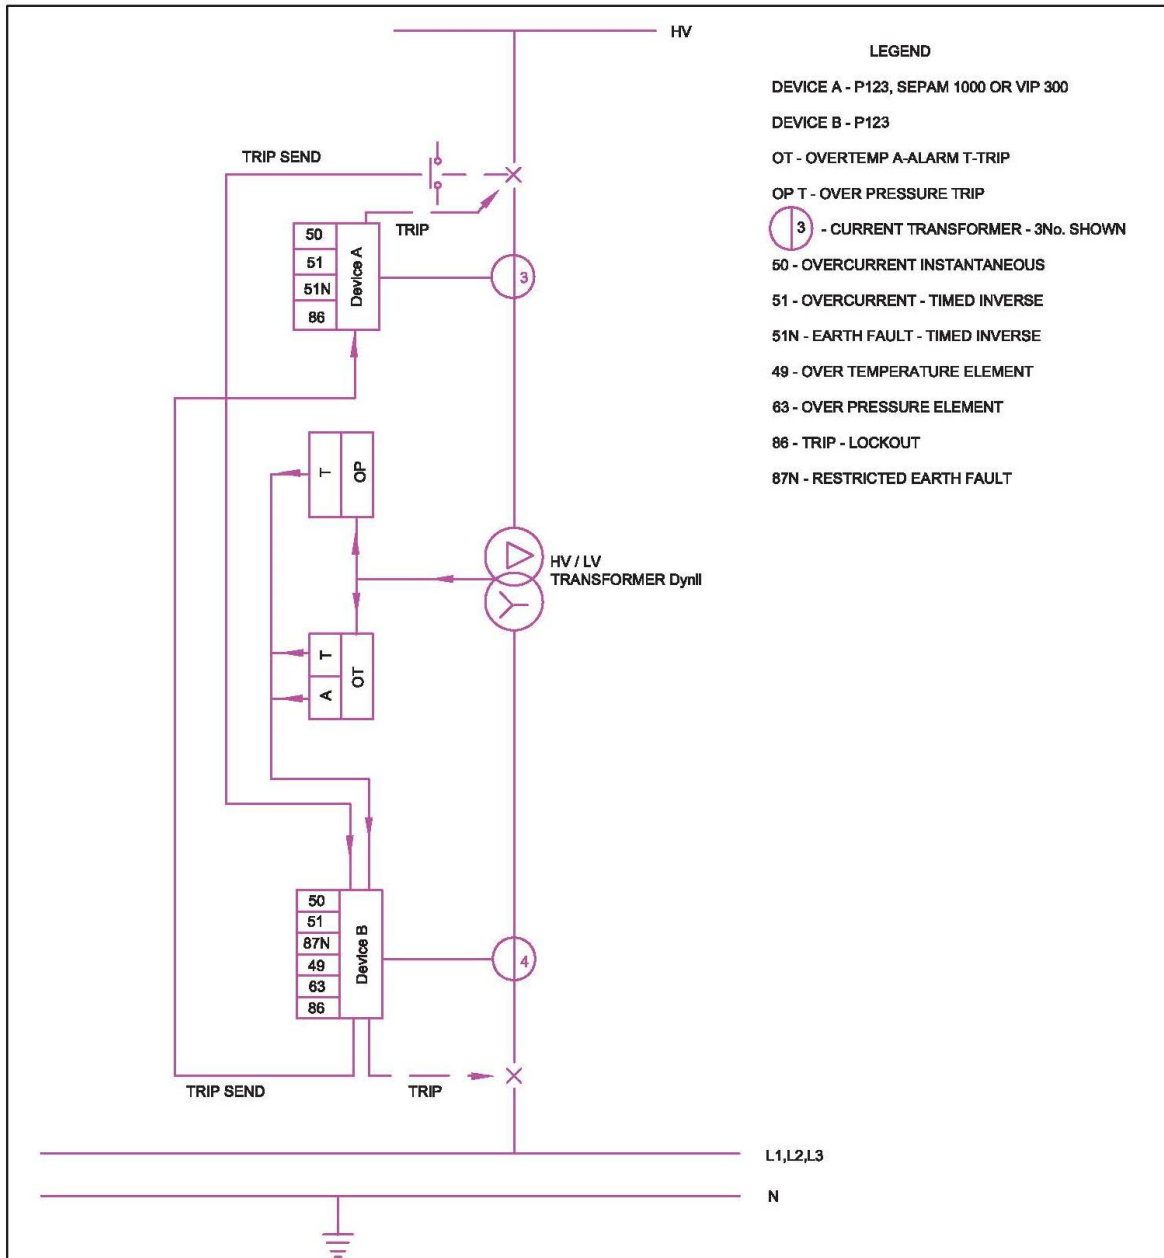 HV
LEGEND
DEVICE A - P123, SEPAM 1000 OR VIP 300
DEVICE B - P123
OT - OVERTEMP A-ALARM T-TRIP
OP T - OVER PRESSURE TRIP
3 - CURRENT TRANSFORMER - 3No. SHOWN
50 - OVERCURRENT INSTANTANEOUS
51 - OVERCURRENT - TIMED INVERSE
51N - EARTH FAULT - TIMED INVERSE
49 - OVER TEMPERATURE ELEMENT
63 - OVER PRESSURE ELEMENT
86 - TRIP - LOCKOUT
87N - RESTRICTED EARTH FAULT
TRIP SEND
TRIP
50
51
51N
86
Device A
3
T
OP
HV / LV
TRANSFORMER DynII
T
A
OT
50
51
87N
49
63
86
Device B
4
TRIP SEND
TRIP
L1,L2,L3
N